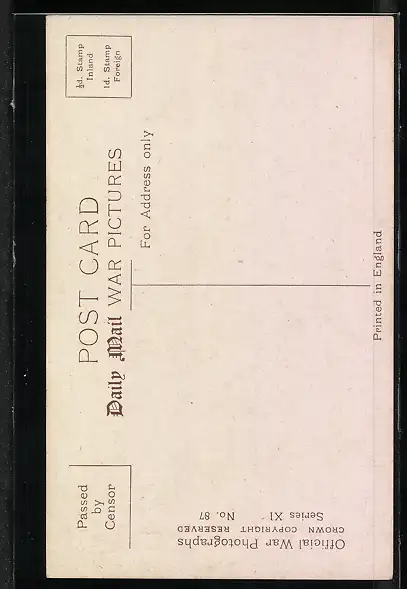 POST CARD
Daily Mail WAR PICTURES
½d. Stamp
Inland
1d. Stamp
Foreign
Passed
by
Censor
For Address only
Official War Photographs
CROWN COPYRIGHT RESERVED
Series XI No. 87
Printed in England